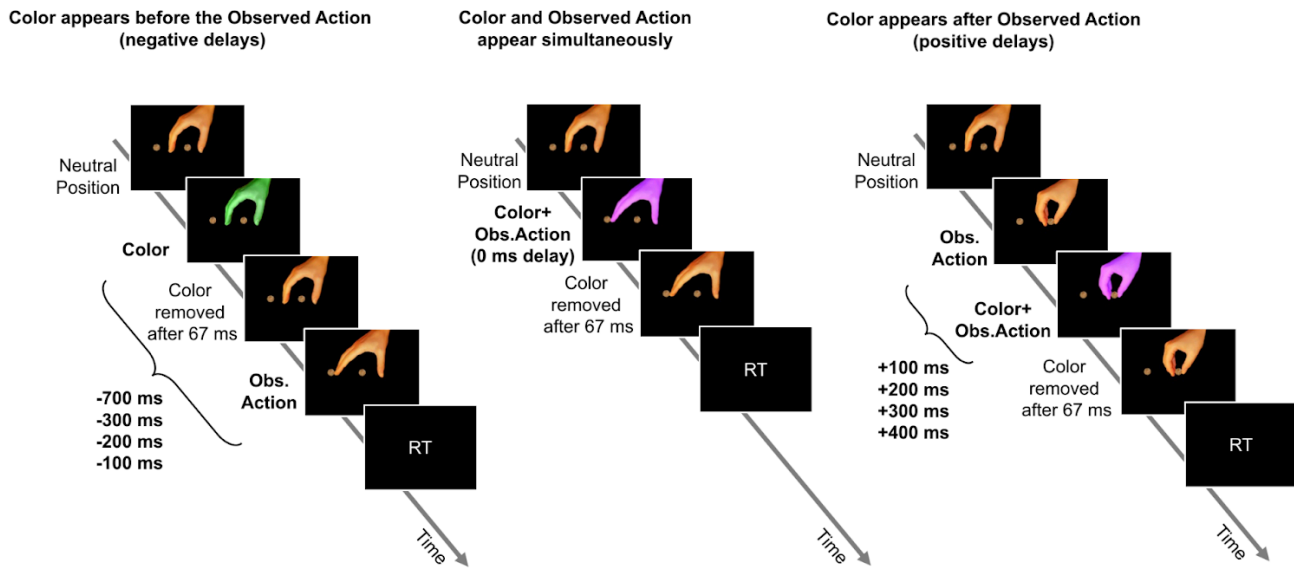 Color appears before the Observed Action
(negative delays)
Neutral
Position
Color
Color
removed
after 67 ms
Obs.
Action
-700 ms
-300 ms
-200 ms
-100 ms
RT
Time
Color and Observed Action
appear simultaneously
Neutral
Position
Color+
Obs.Action
(0 ms delay)
Color
removed
after 67 ms
RT
Time
Color appears after Observed Action
(positive delays)
Neutral
Position
Obs.
Action
Color+
Obs.Action
+100 ms
+200 ms
+300 ms
+400 ms
Color
removed
after 67 ms
RT
Time